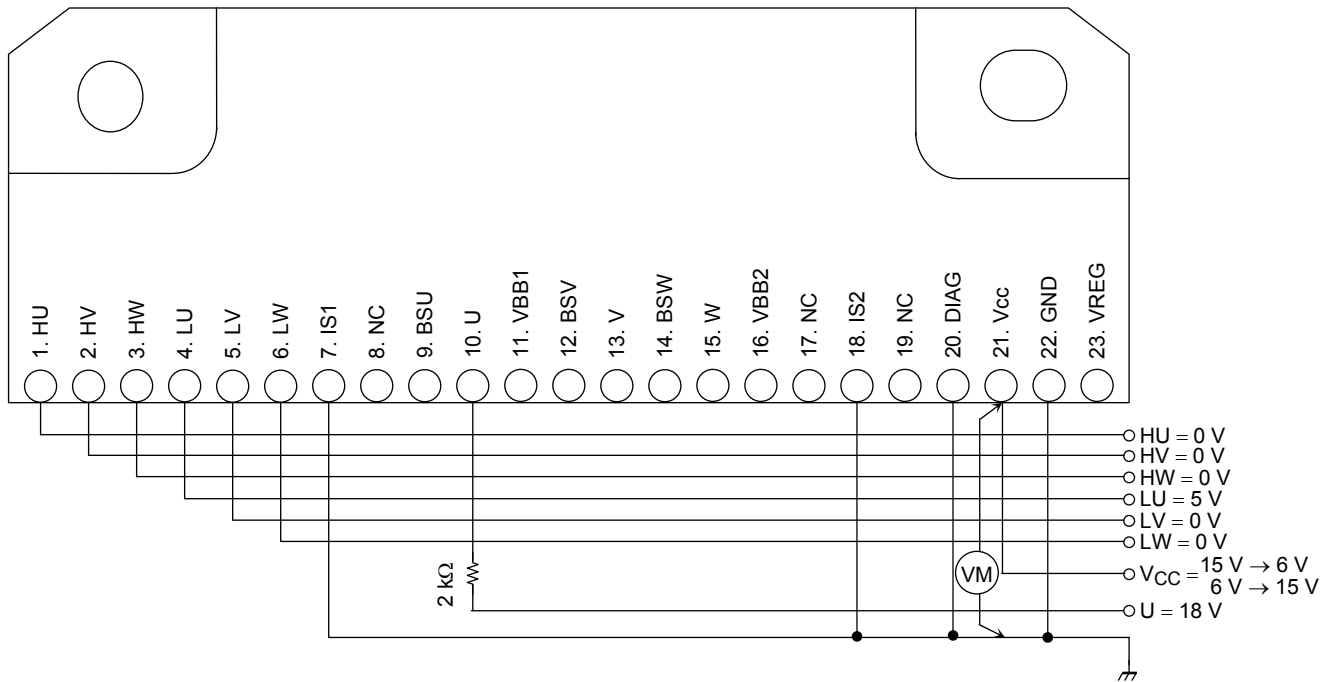 1. HU
2. HV
3. HW
4. LU
5. LV
6. LW
7. IS1
8. NC
9. BSU
10. U
11. VBB1
12. BSV
13. V
14. BSW
15. W
16. VBB2
17. NC
18. IS2
19. NC
20. DIAG
21. Vcc
22. GND
23. VREG
HU = 0 V
HV = 0 V
HW = 0 V
LU = 5 V
LV = 0 V
LW = 0 V
2 kΩ
VM
VCC = 15 V → 6 V
6 V → 15 V
U = 18 V